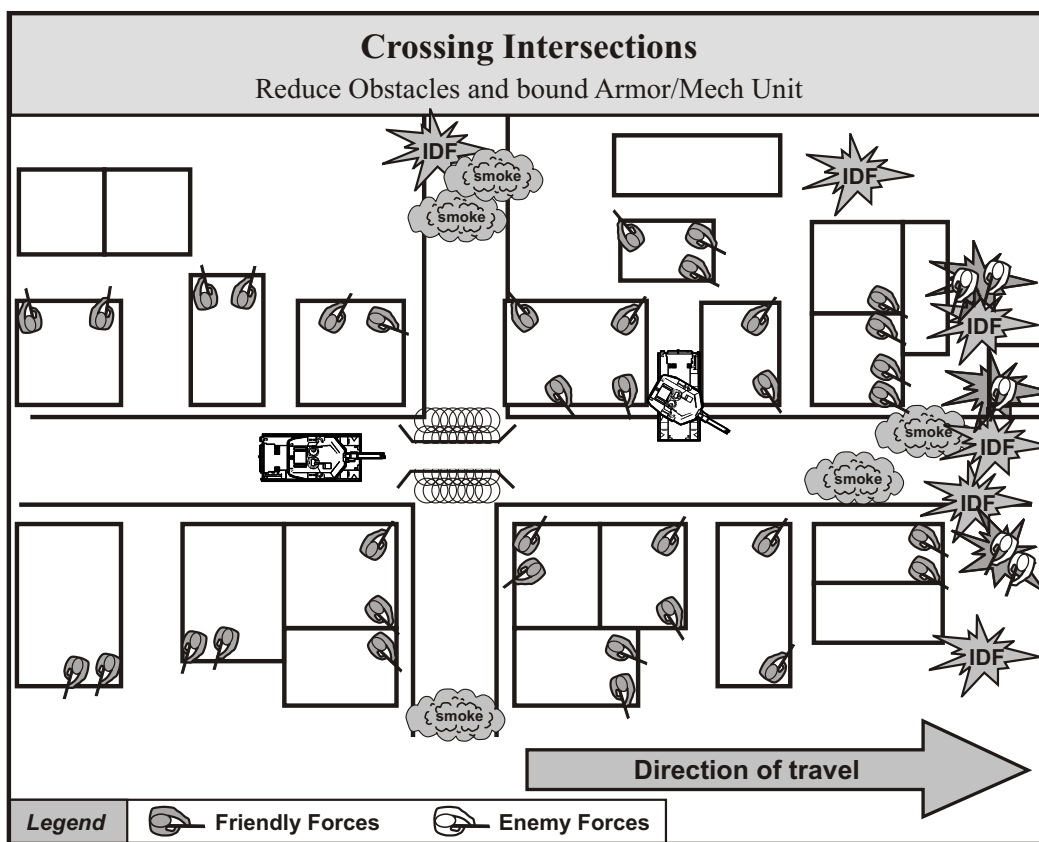 Crossing Intersections
Reduce Obstacles and bound Armor/Mech Unit
IDF
smoke
smoke
IDF
IDF
smoke
IDF
smoke
IDF
IDF
smoke
Direction of travel
Legend
Friendly Forces
Enemy Forces